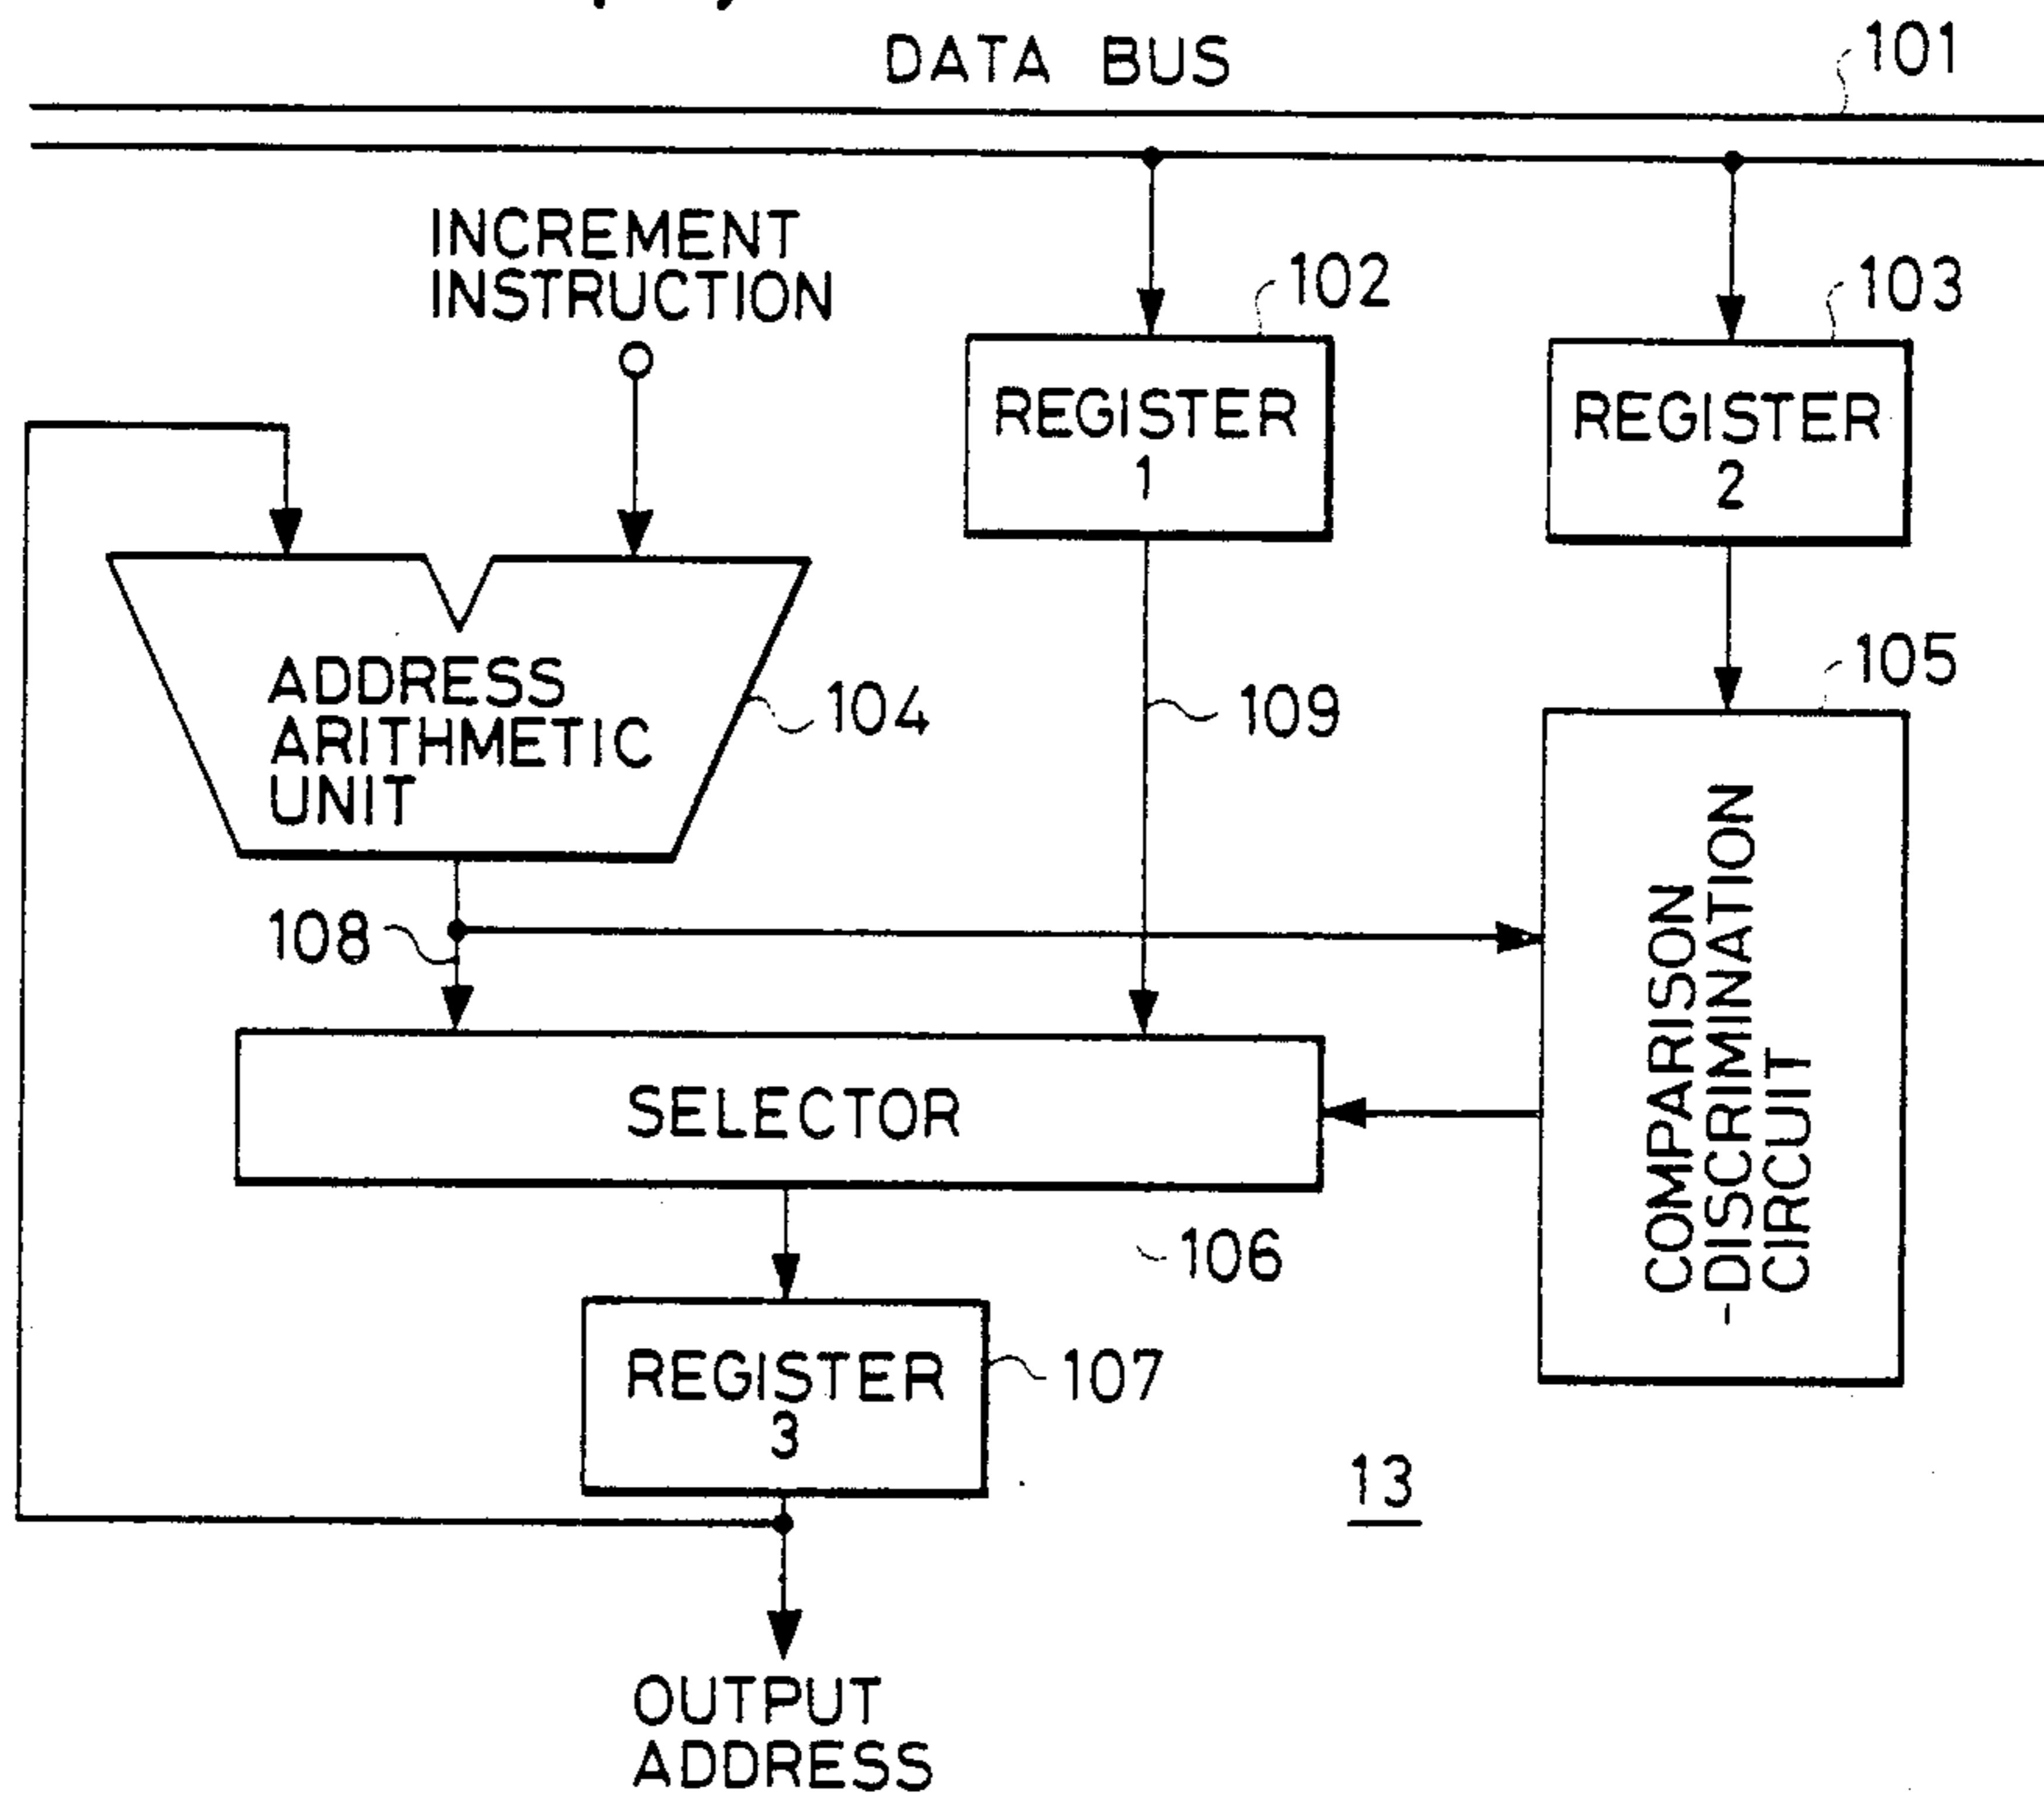 DATA BUS
101
INCREMENT
INSTRUCTION
102
103
REGISTER
1
REGISTER
2
ADDRESS
ARITHMETIC
UNIT
104
109
105
108
COMPARISON
-DISCRIMINATION
CIRCUIT
SELECTOR
106
REGISTER
3
107
13
OUTPUT
ADDRESS